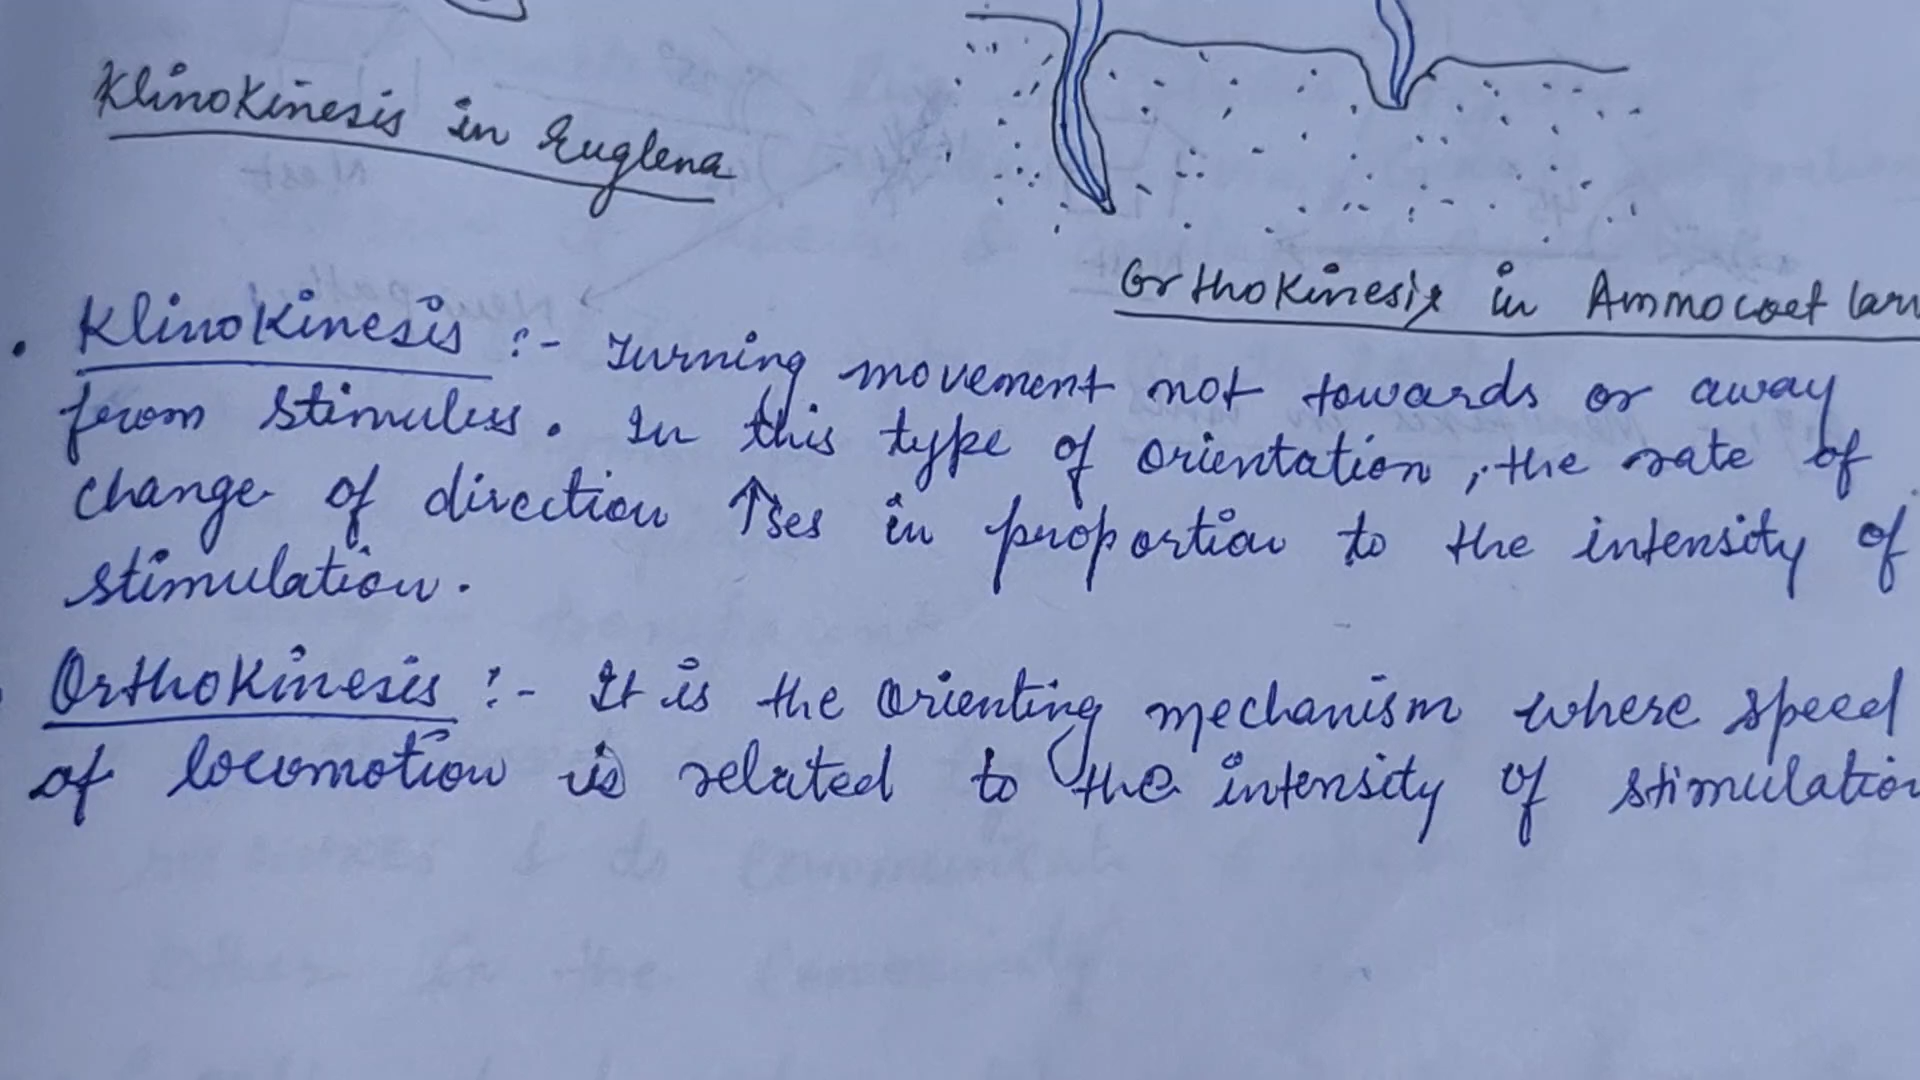 Klinokinesis in Euglena
Orthokinesis in Ammocoet lar
• Klinokinesis :- Turning movement not towards or away
from stimulus. In this type of orientation, the rate of
change of direction ↑ses in proportion to the intensity of
stimulation.
Orthokinesis :- It is the orienting mechanism where speed
of locomotion is related to the intensity of stimulation